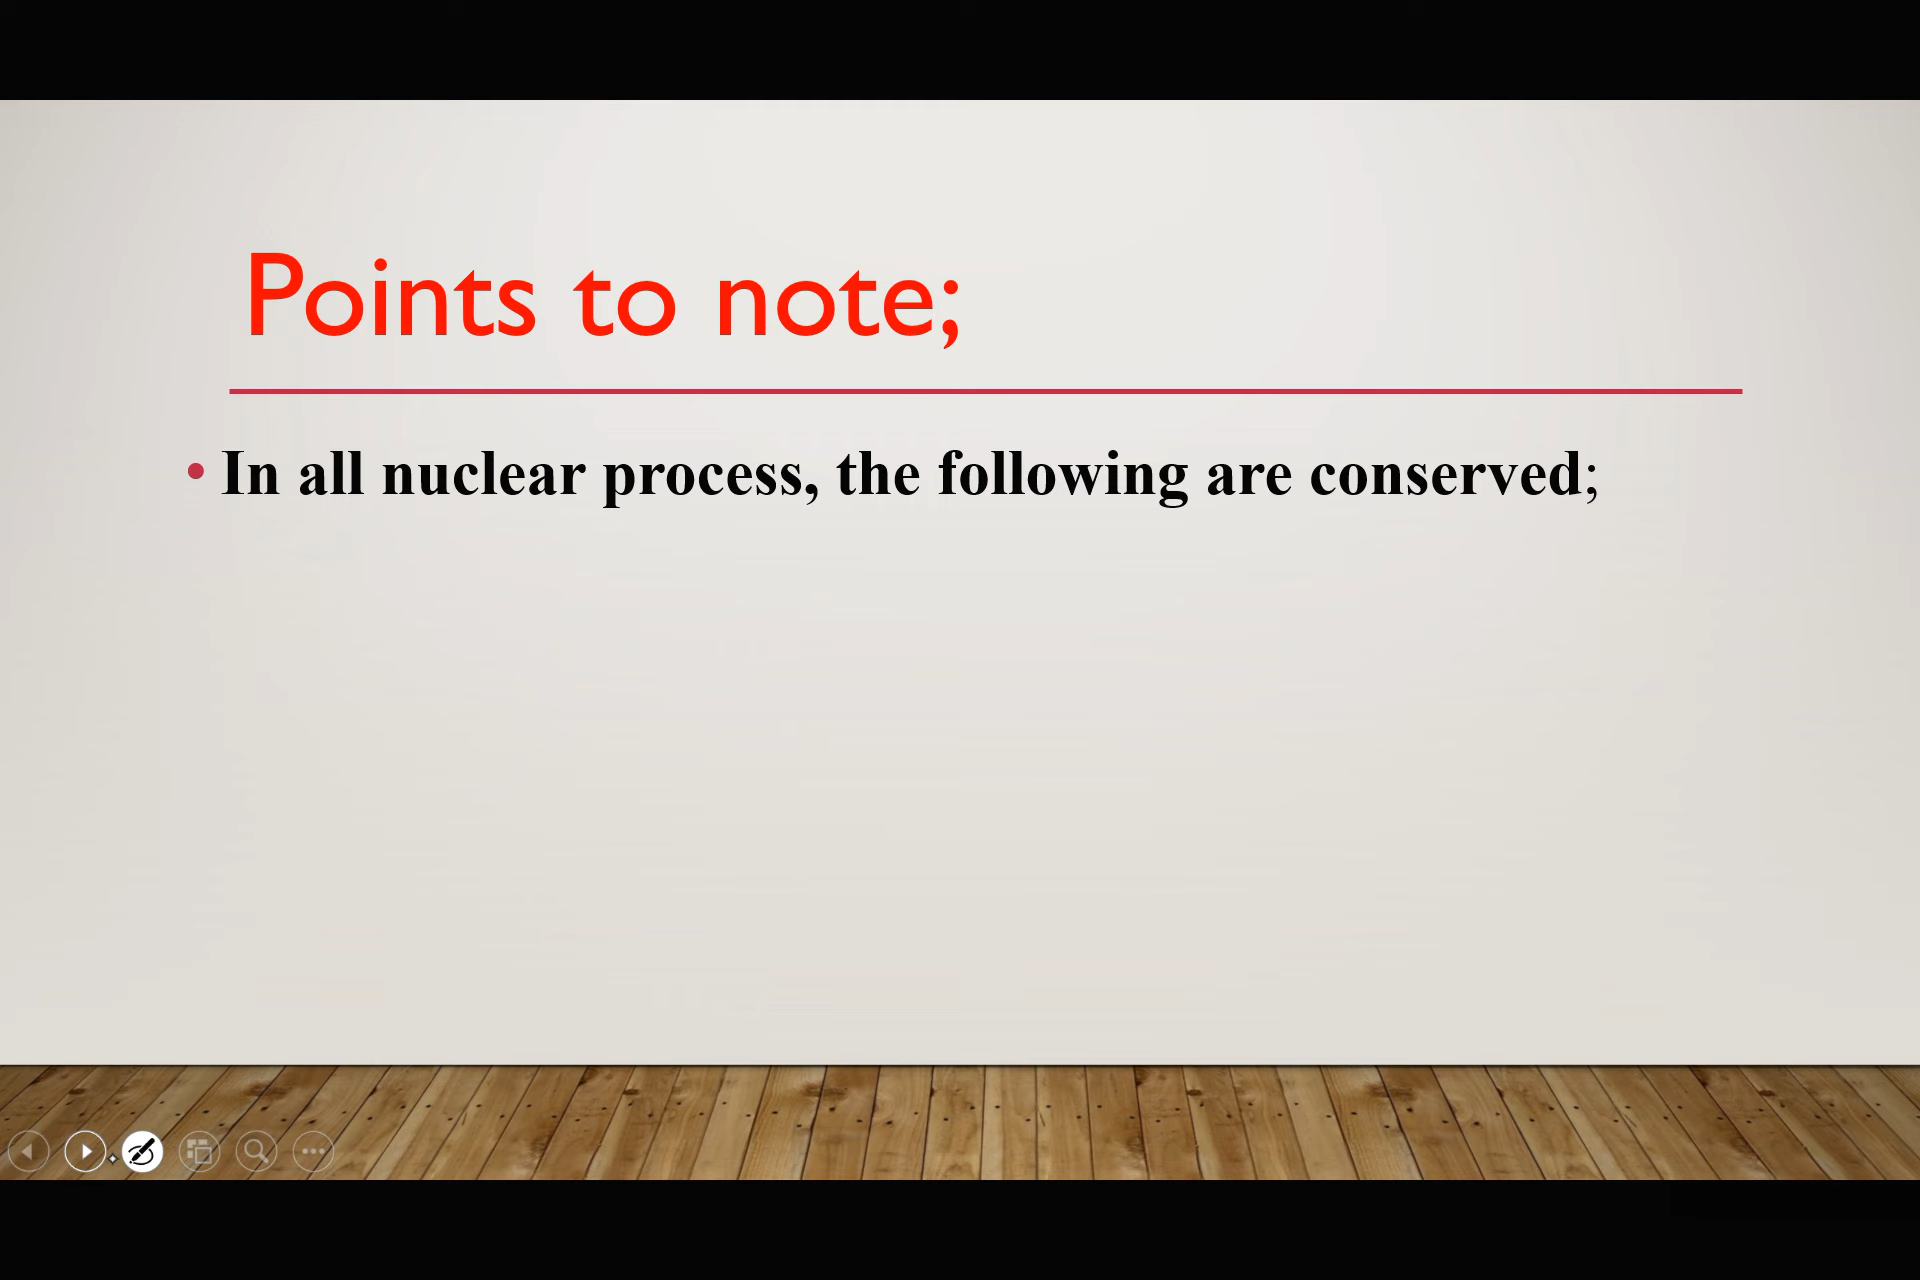 Points to note;
• In all nuclear process, the following are conserved;